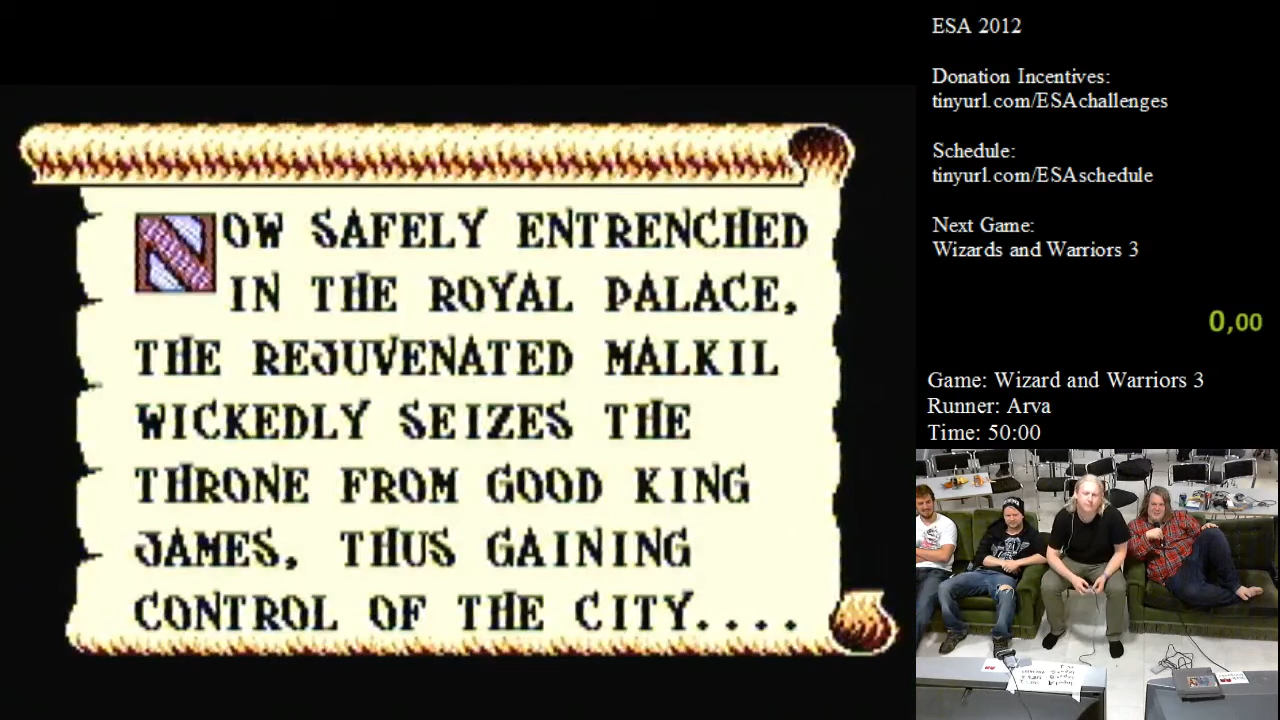 NOW SAFELY ENTRENCHED
IN THE ROYAL PALACE,
THE REJUVENATED MALKIL
WICKEDLY SEIZES THE
THRONE FROM GOOD KING
JAMES, THUS GAINING
CONTROL OF THE CITY....
ESA 2012
Donation Incentives:
tinyurl.com/ESAchallenges
Schedule:
tinyurl.com/ESAschedule
Next Game:
Wizards and Warriors 3
0,00
Game: Wizard and Warriors 3
Runner: Arva
Time: 50:00